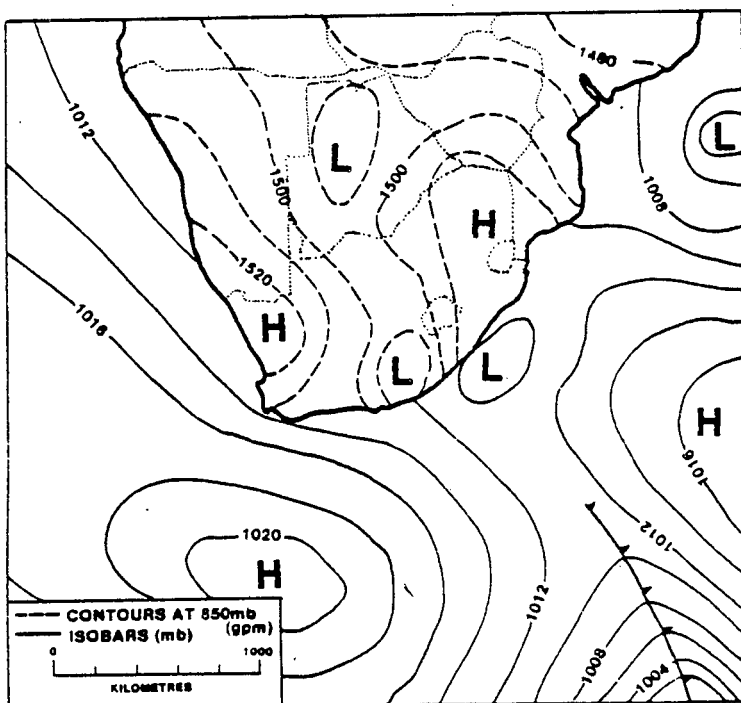 1480
1012
L
L
1500
1500
1008
H
1520
1016
H
L
L
H
1016
1020
H
1012
1012
1008
1004
CONTOURS AT 850mb
(gpm)
ISOBARS (mb)
0 1000
KILOMETRES